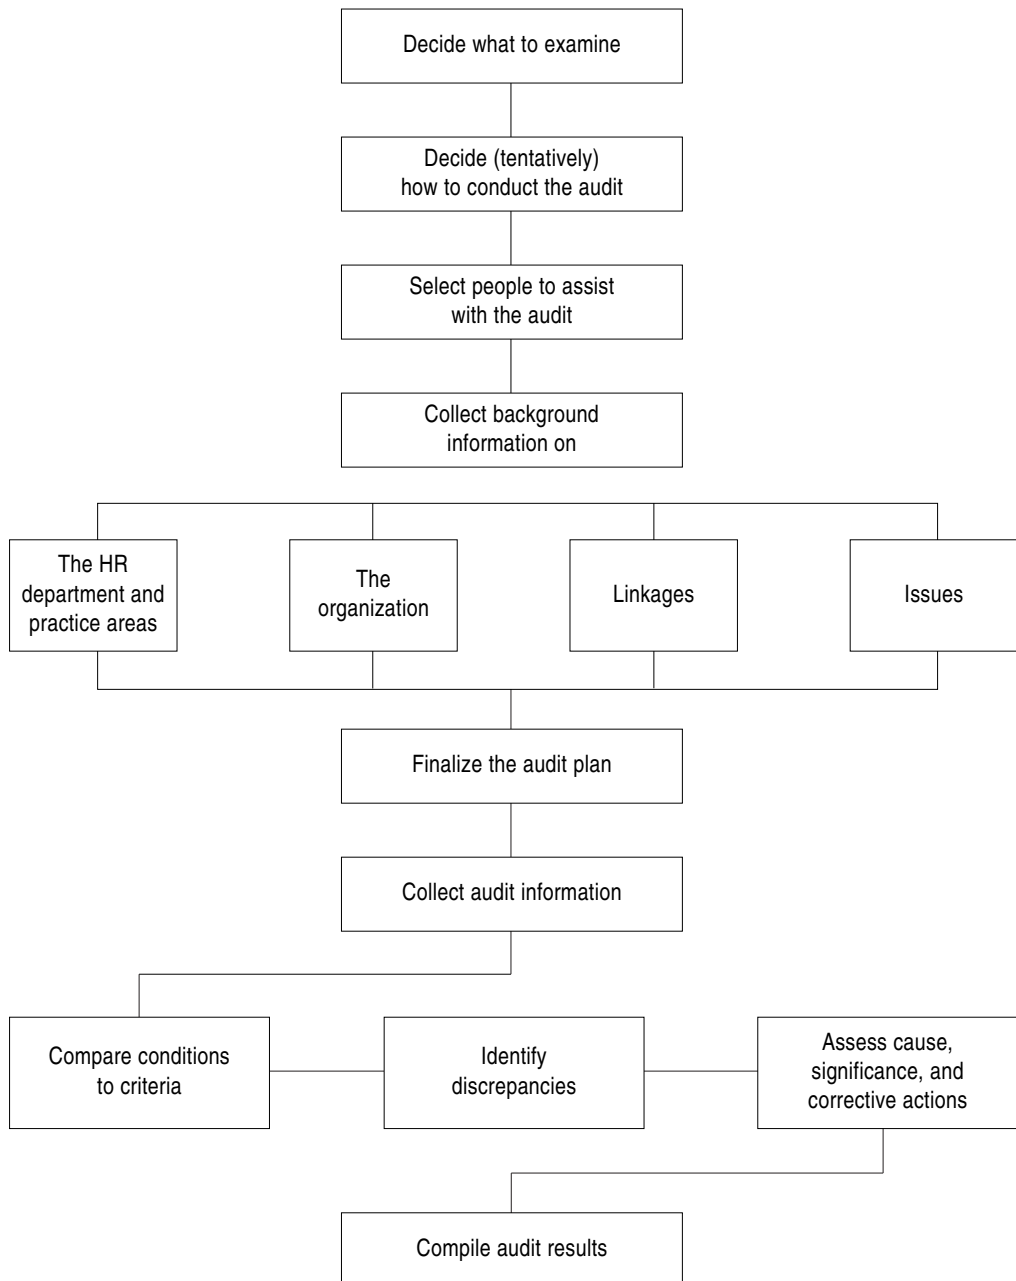 Decide what to examine
Decide (tentatively)
how to conduct the audit
Select people to assist
with the audit
Collect background
information on
The HR
department and
practice areas
The
organization
Linkages
Issues
Finalize the audit plan
Collect audit information
Compare conditions
to criteria
Identify
discrepancies
Assess cause,
significance, and
corrective actions
Compile audit results